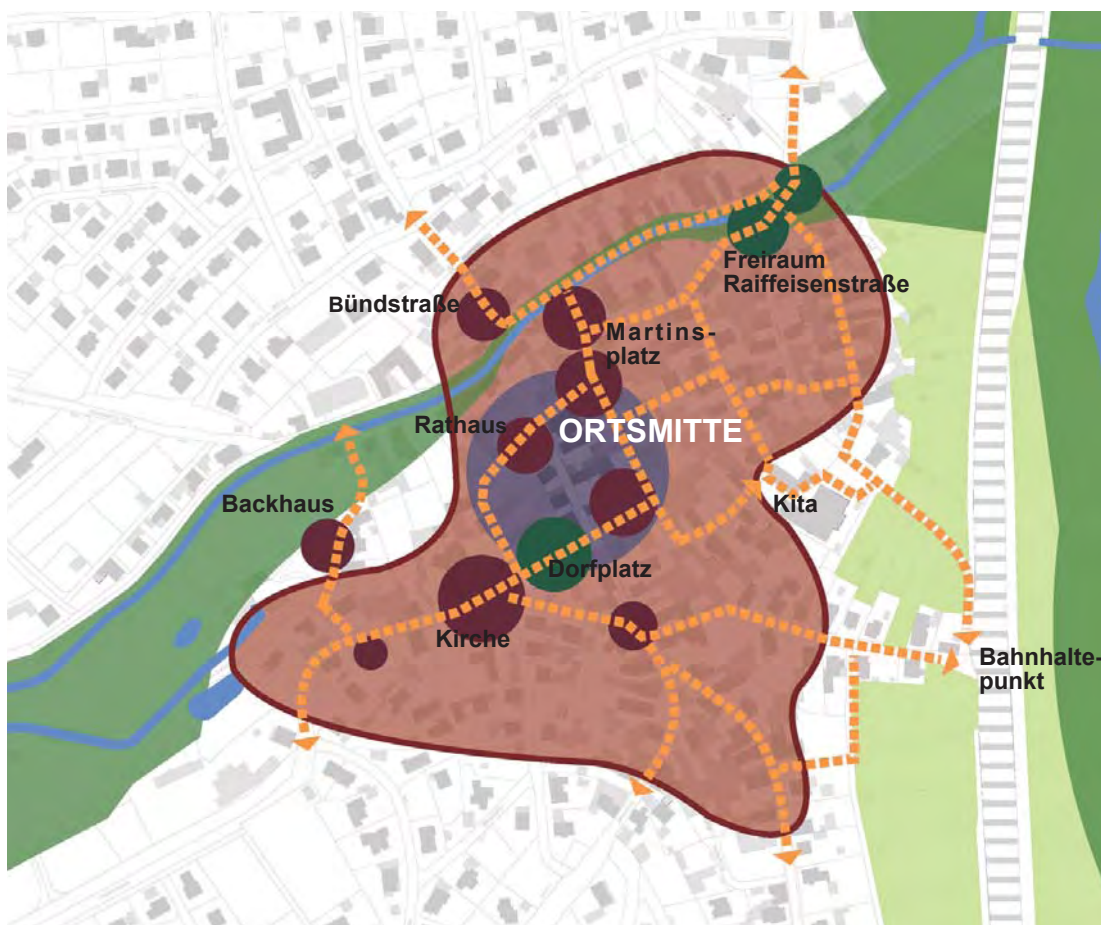 Freiraum
Raiffeisenstraße
Bündstraße
Martins-
platz
Rathaus
ORTSMITTE
Backhaus
Kita
Dorfplatz
Kirche
Bahnhalte-
punkt